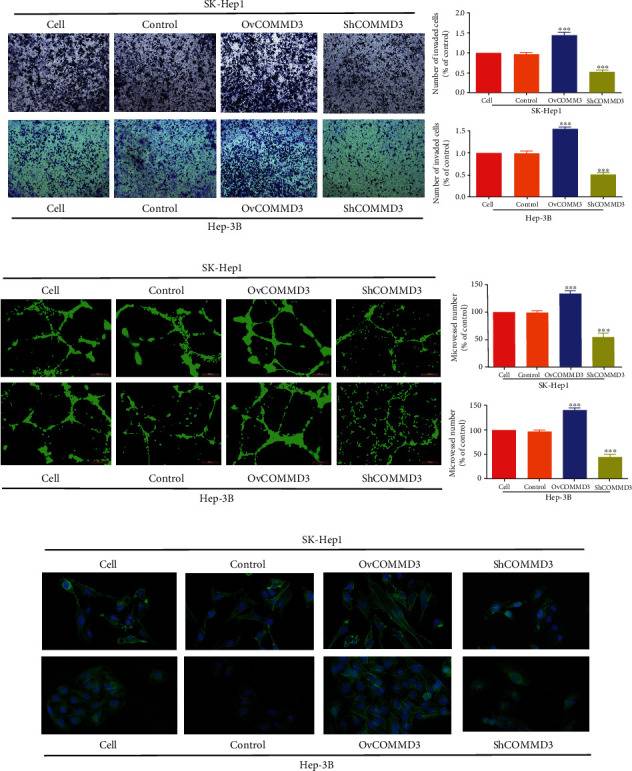 SK-Hep1
Cell Control OvCOMMD3 ShCOMMD3
Cell Control OvCOMMD3 ShCOMMD3
Hep-3B
Number of invaded cells
(% of control)
2.0
1.5
1.0
0.5
0.0
***
***
Cell Control OvCOMM3 ShCOMMD3
SK-Hep1
Number of invaded cells
(% of control)
1.5
1.0
0.5
0.0
***
***
Cell Control OvCOMM3 ShCOMMD3
Hep-3B
SK-Hep1
Cell Control OvCOMMD3 ShCOMMD3
Cell Control OvCOMMD3 ShCOMMD3
Hep-3B
Microvessel number
(% of control)
150
100
50
0
***
***
Cell Control OvCOMMD3 ShCOMMD3
SK-Hep1
Microvessel number
(% of control)
150
100
50
0
***
***
Cell Control OvCOMMD3 ShCOMMD3
Hep-3B
SK-Hep1
Cell Control OvCOMMD3 ShCOMMD3
Cell Control OvCOMMD3 ShCOMMD3
Hep-3B